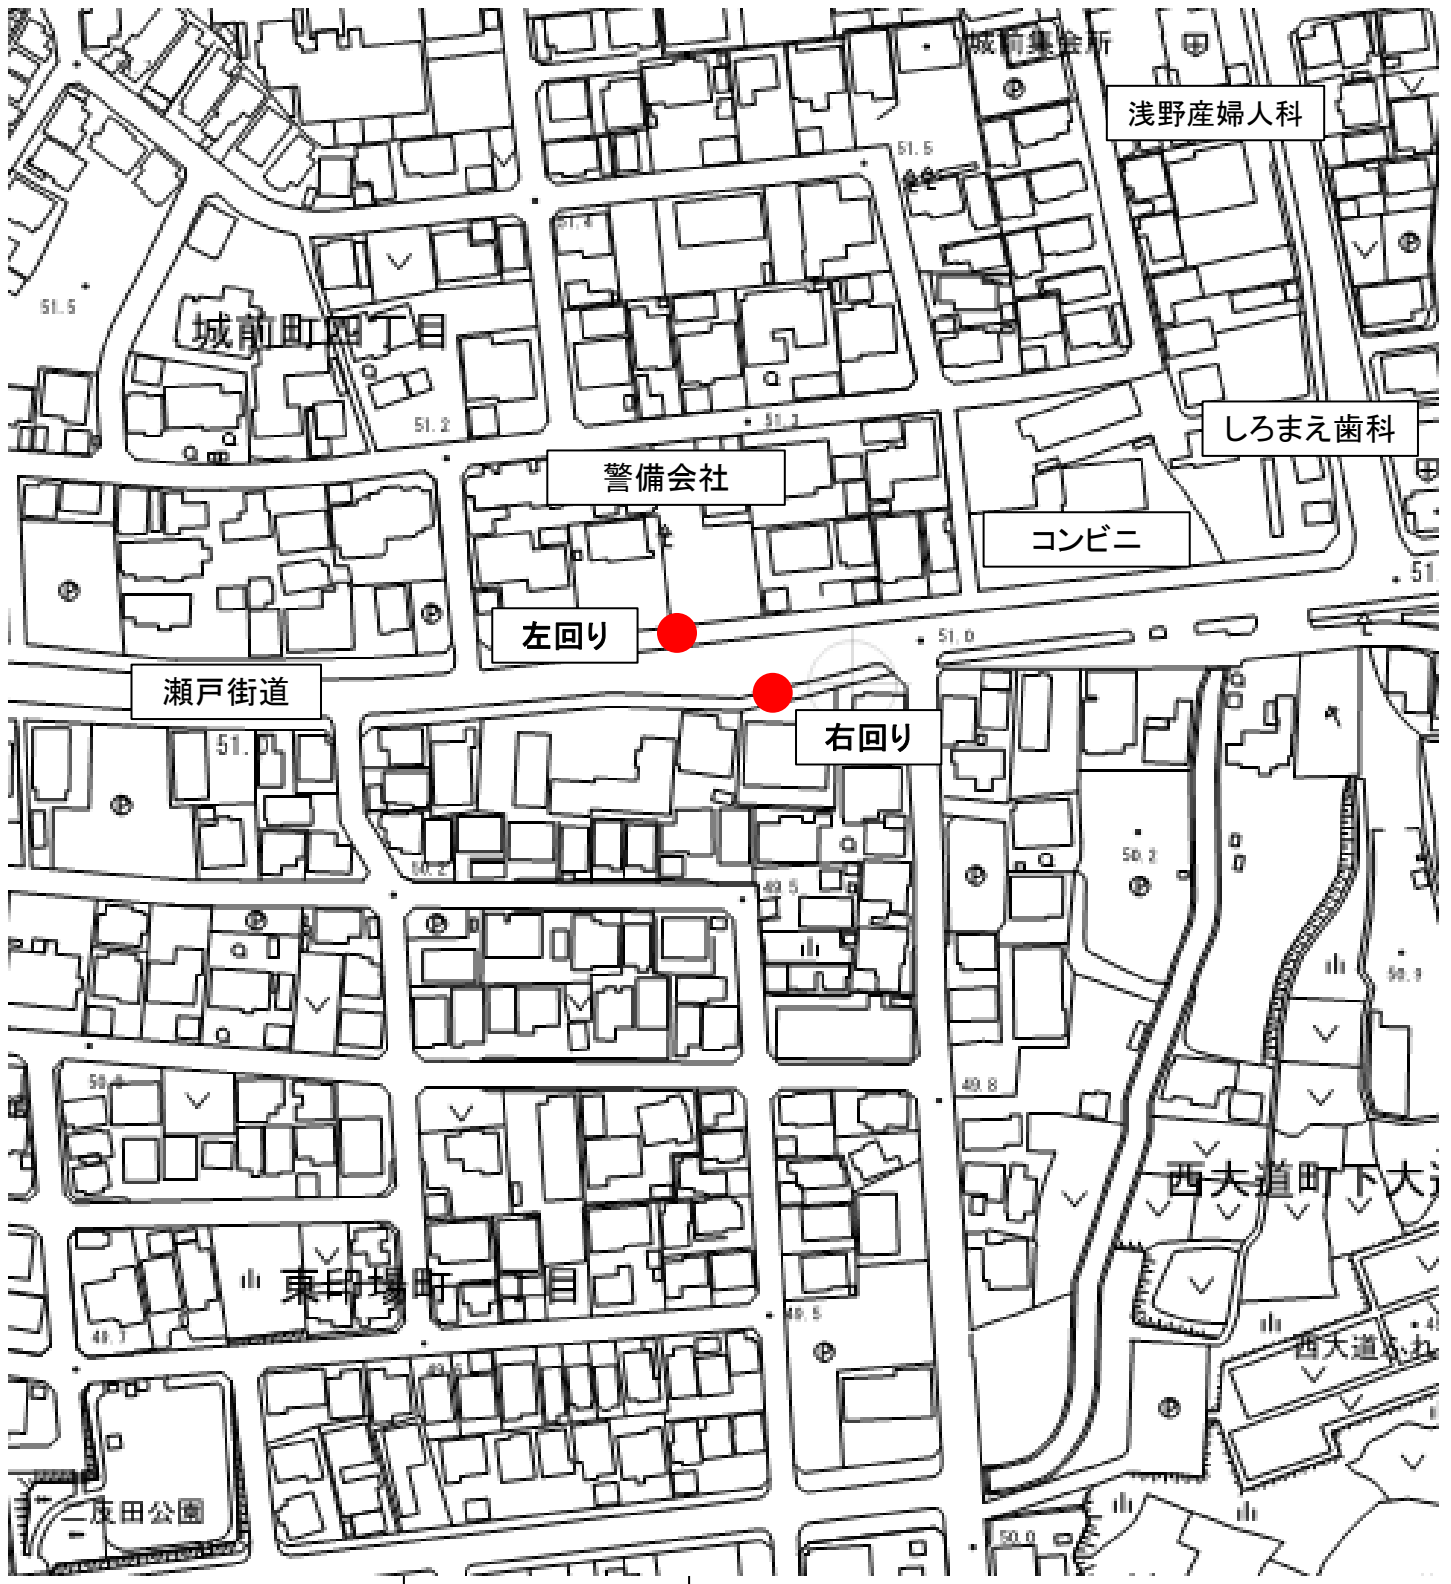 城前集会所
浅野産婦人科
51.5
51.4
51.5
城前町四丁目
51.2
51.3
しろまえ歯科
警備会社
コンビニ
51.
左回り
51.0
瀬戸街道
右回り
51.0
50.2
50.2
49.5
50.9
49.8
西大道町下大道
東印場町二丁目
49.5
49.7
西大道ふれ
二反田公園
50.0